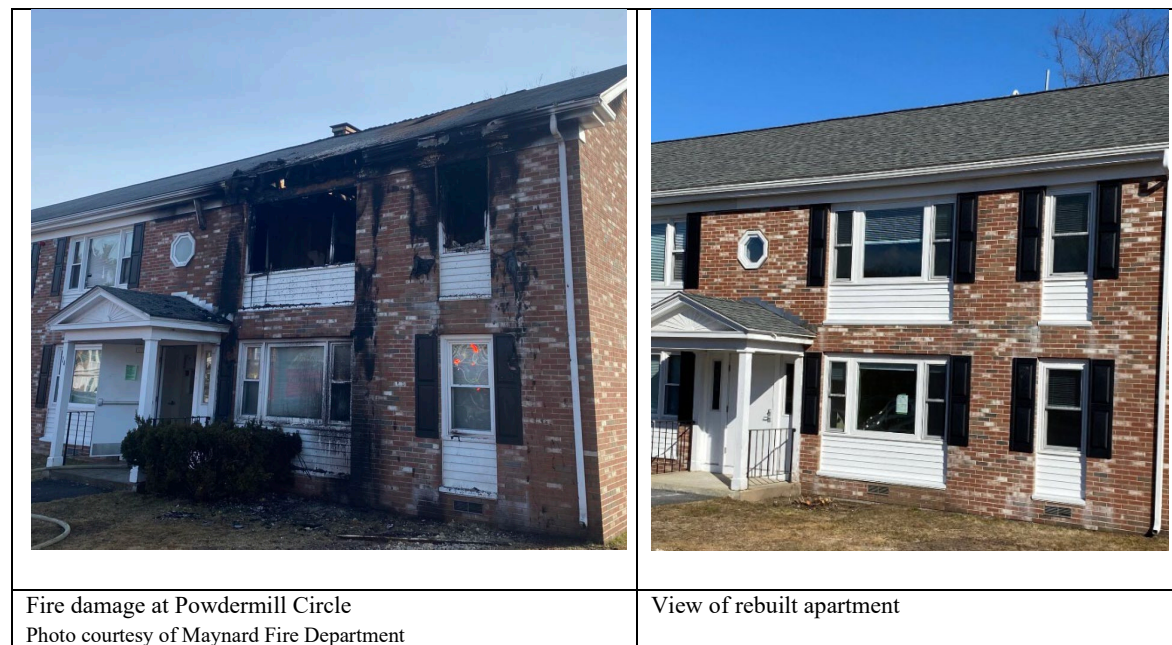 Fire damage at Powdermill Circle
Photo courtesy of Maynard Fire Department
View of rebuilt apartment